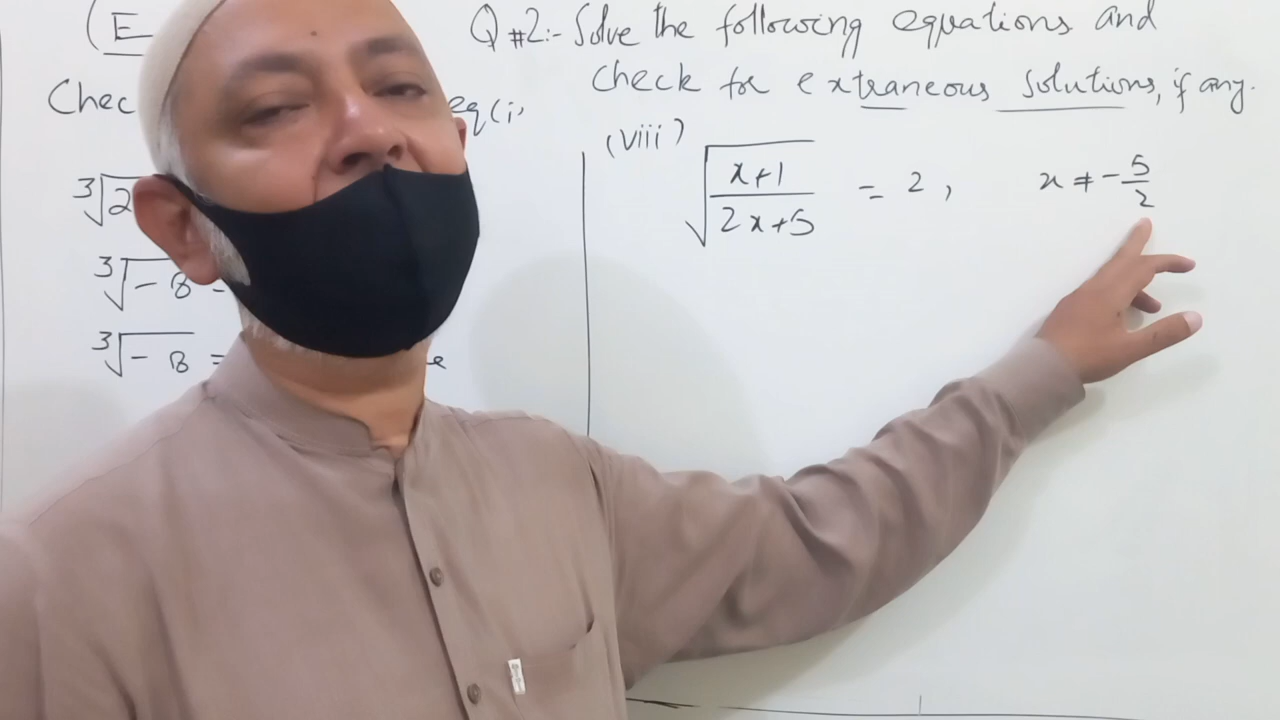 (E
Chec
eq(i,
∛2
∛-8 =
∛-8 =
Q #2:- Solve the following equations and
check for extraneous solutions, if any.
(viii) √((x+1)/(2x+5)) = 2, x ≠ -5/2